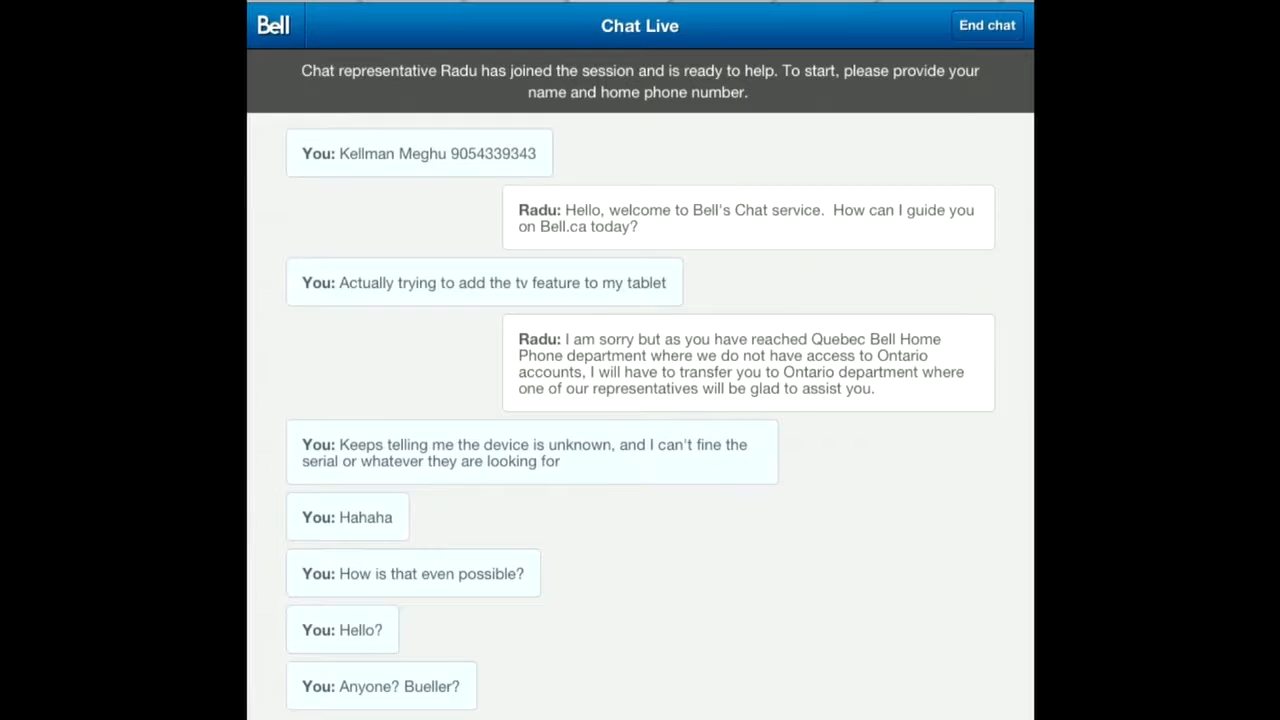 Bell
Chat Live
End chat
Chat representative Radu has joined the session and is ready to help. To start, please provide your
name and home phone number.
You: Kellman Meghu 9054339343
Radu: Hello, welcome to Bell's Chat service.  How can I guide you
on Bell.ca today?
You: Actually trying to add the tv feature to my tablet
Radu: I am sorry but as you have reached Quebec Bell Home
Phone department where we do not have access to Ontario
accounts, I will have to transfer you to Ontario department where
one of our representatives will be glad to assist you.
You: Keeps telling me the device is unknown, and I can't fine the
serial or whatever they are looking for
You: Hahaha
You: How is that even possible?
You: Hello?
You: Anyone? Bueller?